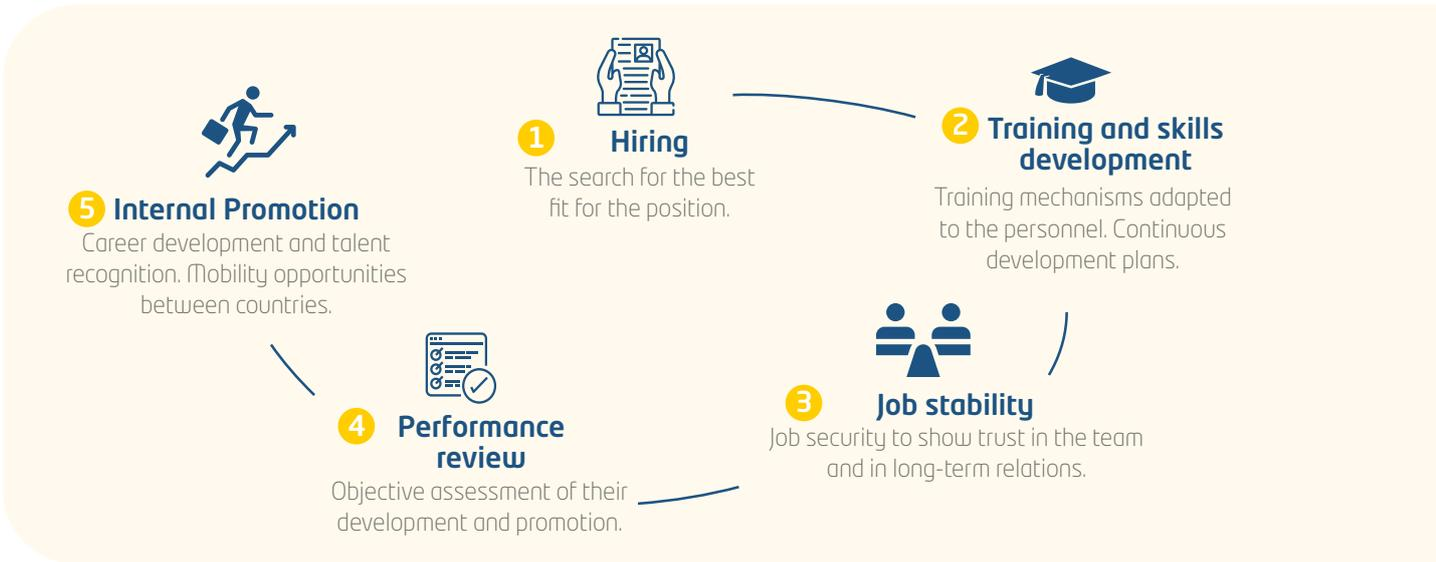 1
Hiring
The search for the best
fit for the position.
2
Training and skills
development
Training mechanisms adapted
to the personnel. Continuous
development plans.
3
Job stability
Job security to show trust in the team
and in long-term relations.
4
Performance
review
Objective assessment of their
development and promotion.
5
Internal Promotion
Career development and talent
recognition. Mobility opportunities
between countries.